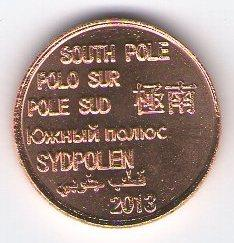 SOUTH POLE
POLO SUR
POLE SUD 極南
Южный полюс
SYDPOLEN
قطب جنوبي
2013